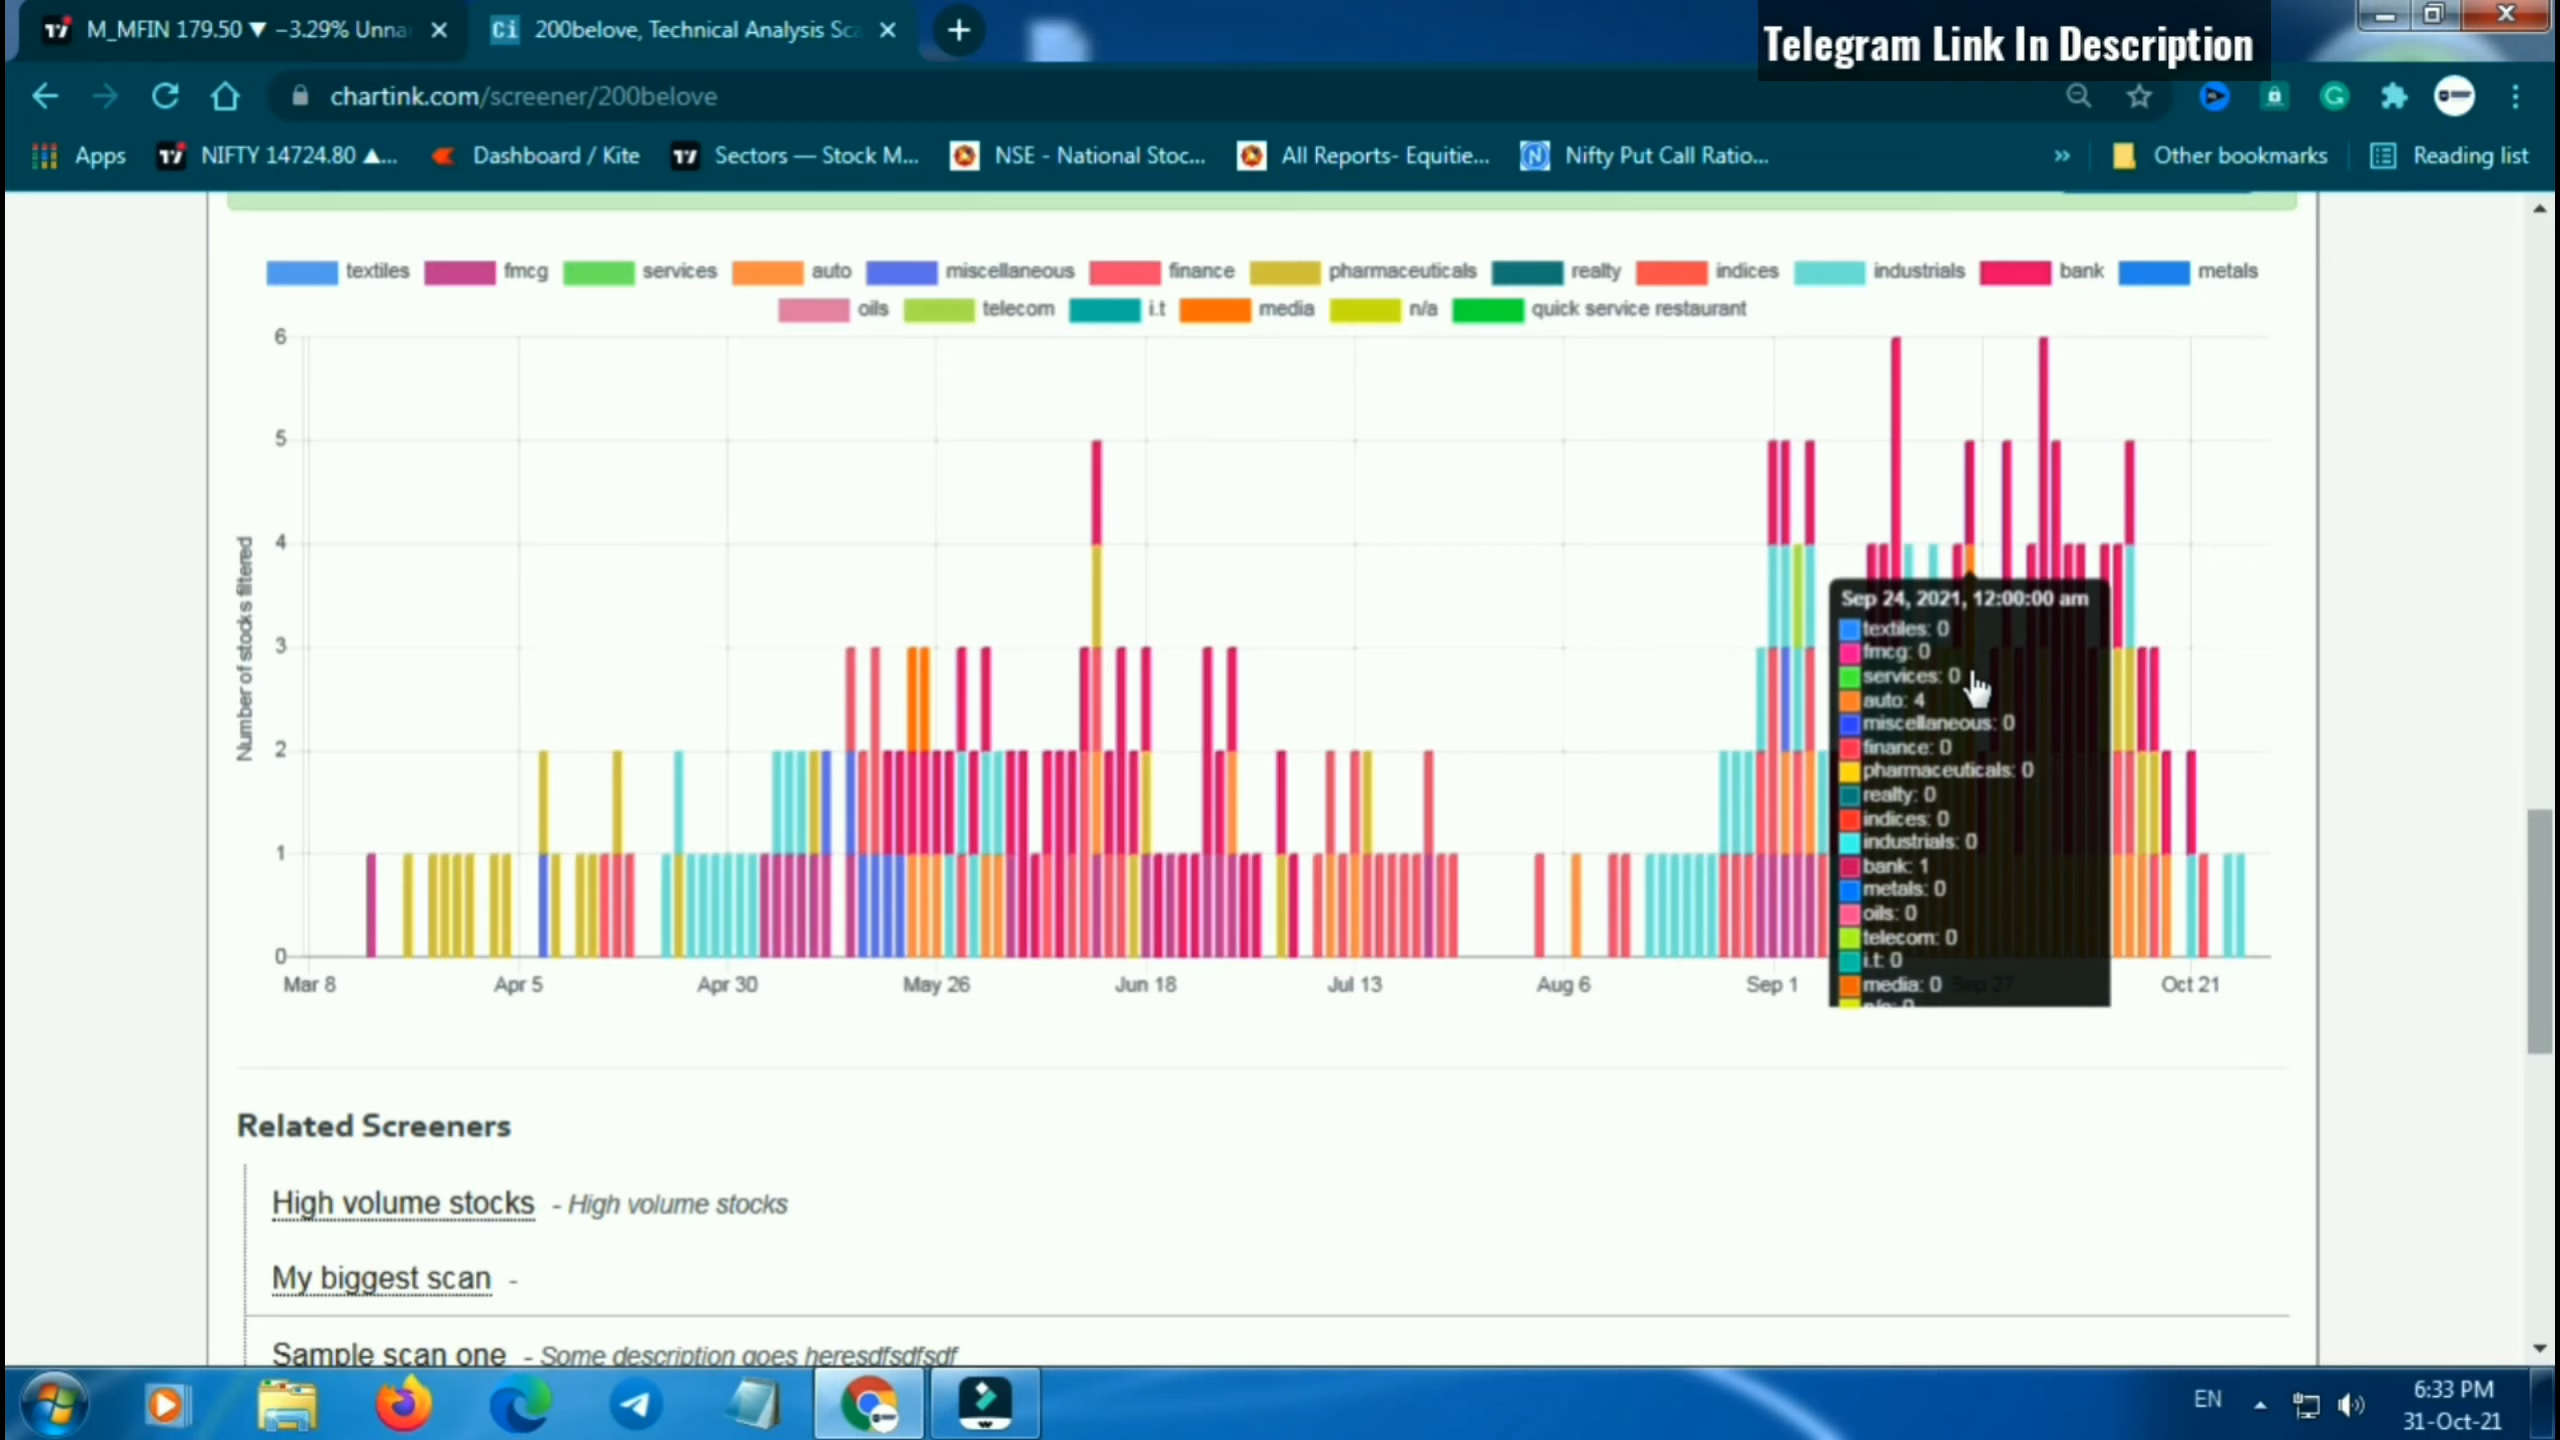 M_MFIN 179.50 ▼ −3.29% Unna
200belove, Technical Analysis Sca
Telegram Link In Description
chartink.com/screener/200belove
Apps
NIFTY 14724.80 ▲...
Dashboard / Kite
Sectors — Stock M...
NSE - National Stoc...
All Reports- Equitie...
Nifty Put Call Ratio...
»
Other bookmarks
Reading list
textiles fmcg services auto miscellaneous finance pharmaceuticals realty indices industrials bank metals
oils telecom i.t media n/a quick service restaurant
Number of stocks filtered
6
5
4
3
2
1
0
Mar 8 Apr 5 Apr 30 May 26 Jun 18 Jul 13 Aug 6 Sep 1 Sep 27 Oct 21
Sep 24, 2021, 12:00:00 am
textiles: 0
fmcg: 0
services: 0
auto: 4
miscellaneous: 0
finance: 0
pharmaceuticals: 0
realty: 0
indices: 0
industrials: 0
bank: 1
metals: 0
oils: 0
telecom: 0
i.t: 0
media: 0
n/a: 0
Related Screeners
High volume stocks - High volume stocks
My biggest scan -
Sample scan one - Some description goes heresdfsdfsdf
EN
6:33 PM
31-Oct-21